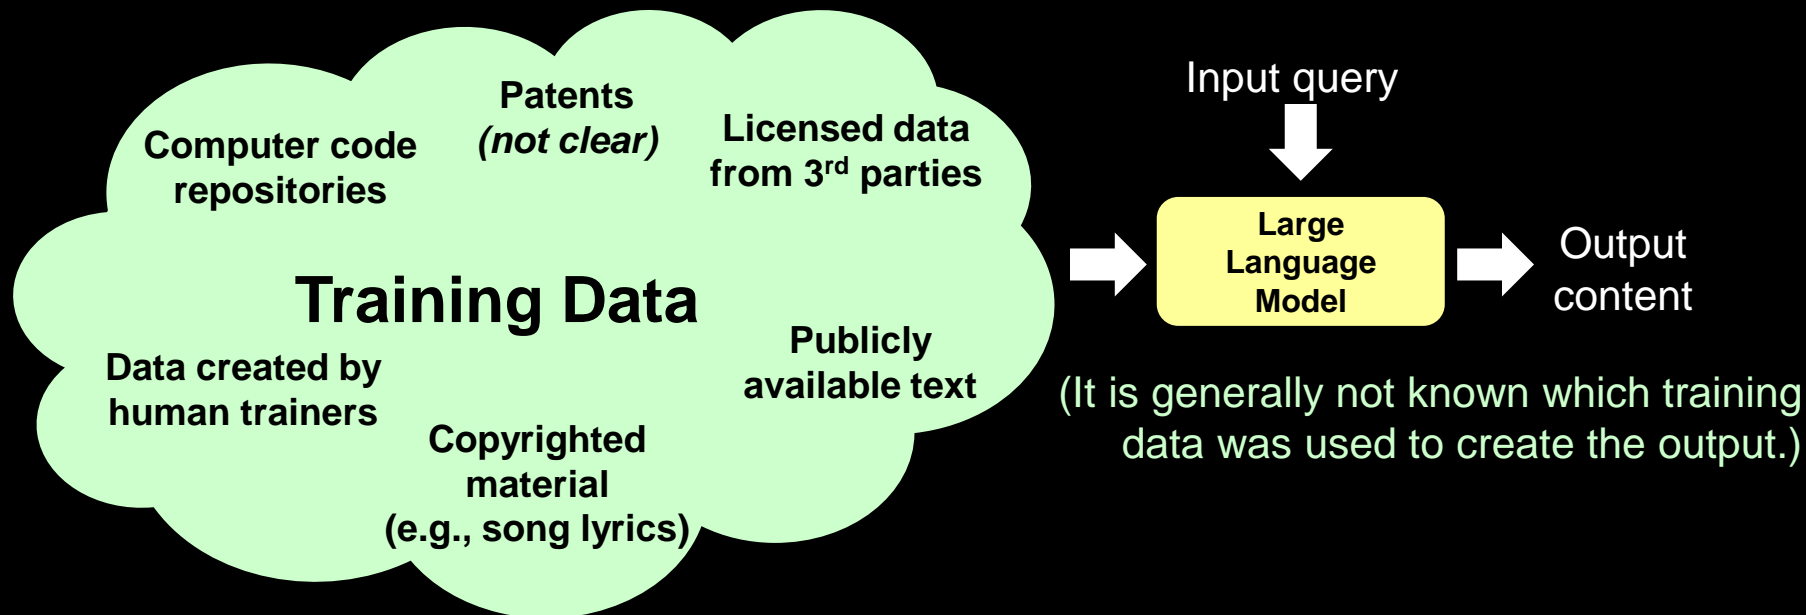 Patents
(not clear)
Computer code
repositories
Licensed data
from 3rd parties
Training Data
Data created by
human trainers
Publicly
available text
Copyrighted
material
(e.g., song lyrics)
Input query
Large
Language
Model
Output
content
(It is generally not known which training
data was used to create the output.)